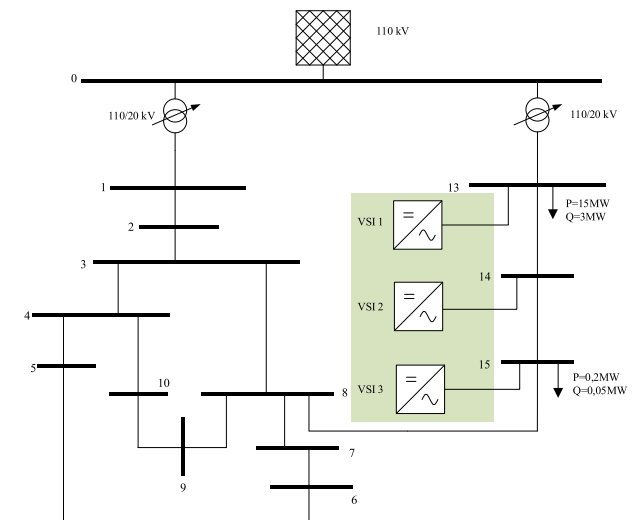 110 kV
0
110/20 kV
110/20 kV
1
13
P=15MW
Q=3MW
VSI 1
2
3
14
VSI 2
4
15
5
P=0,2MW
Q=0,05MW
10
8
VSI 3
7
9
6